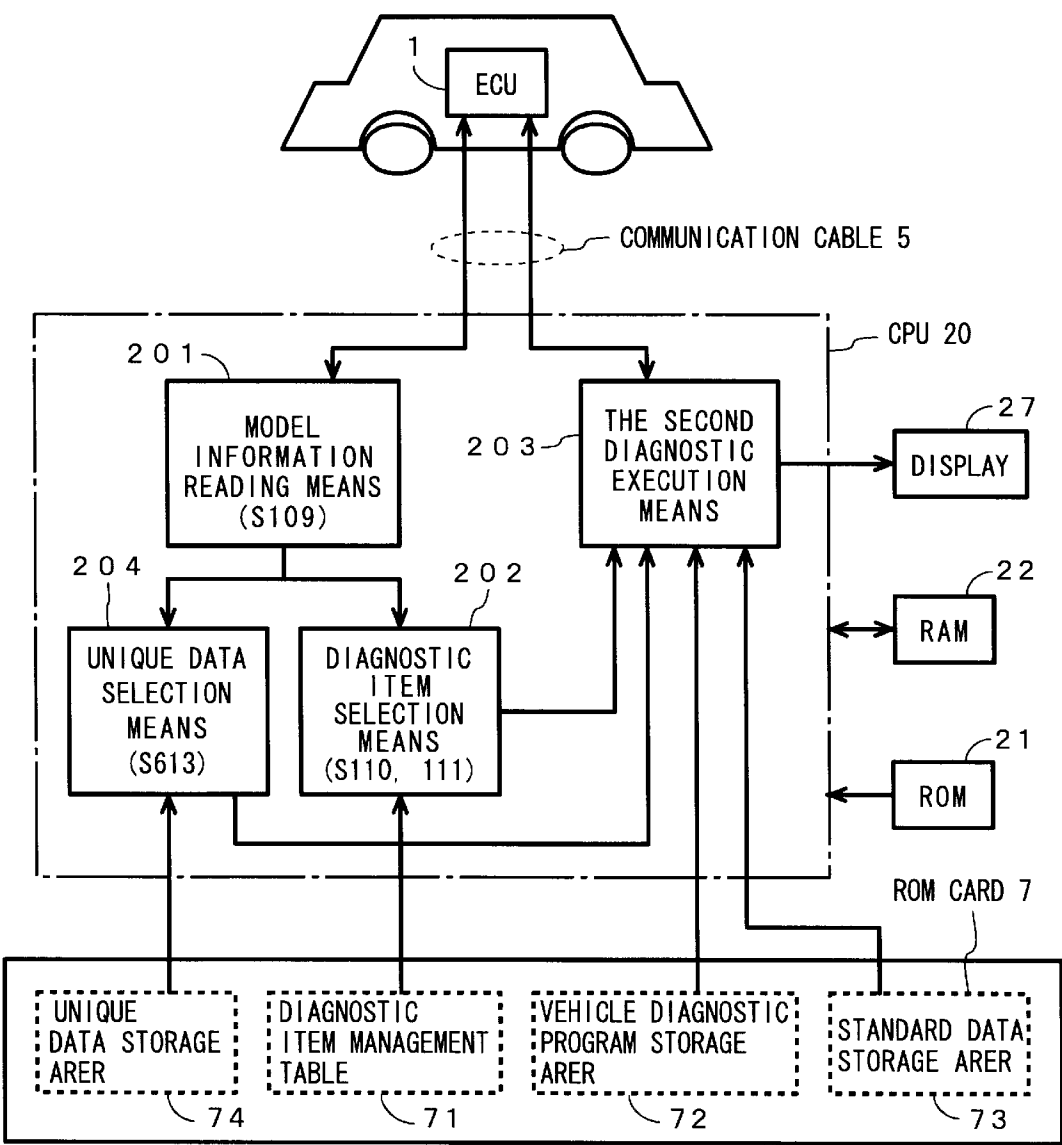 1
ECU
COMMUNICATION CABLE 5
CPU 20
201
MODEL
INFORMATION
READING MEANS
(S109)
203
THE SECOND
DIAGNOSTIC
EXECUTION
MEANS
27
DISPLAY
204
UNIQUE DATA
SELECTION
MEANS
(S613)
202
DIAGNOSTIC
ITEM
SELECTION
MEANS
(S110, 111)
22
RAM
21
ROM
ROM CARD 7
UNIQUE
DATA STORAGE
ARER
74
DIAGNOSTIC
ITEM MANAGEMENT
TABLE
71
VEHICLE DIAGNOSTIC
PROGRAM STORAGE
ARER
72
STANDARD DATA
STORAGE ARER
73